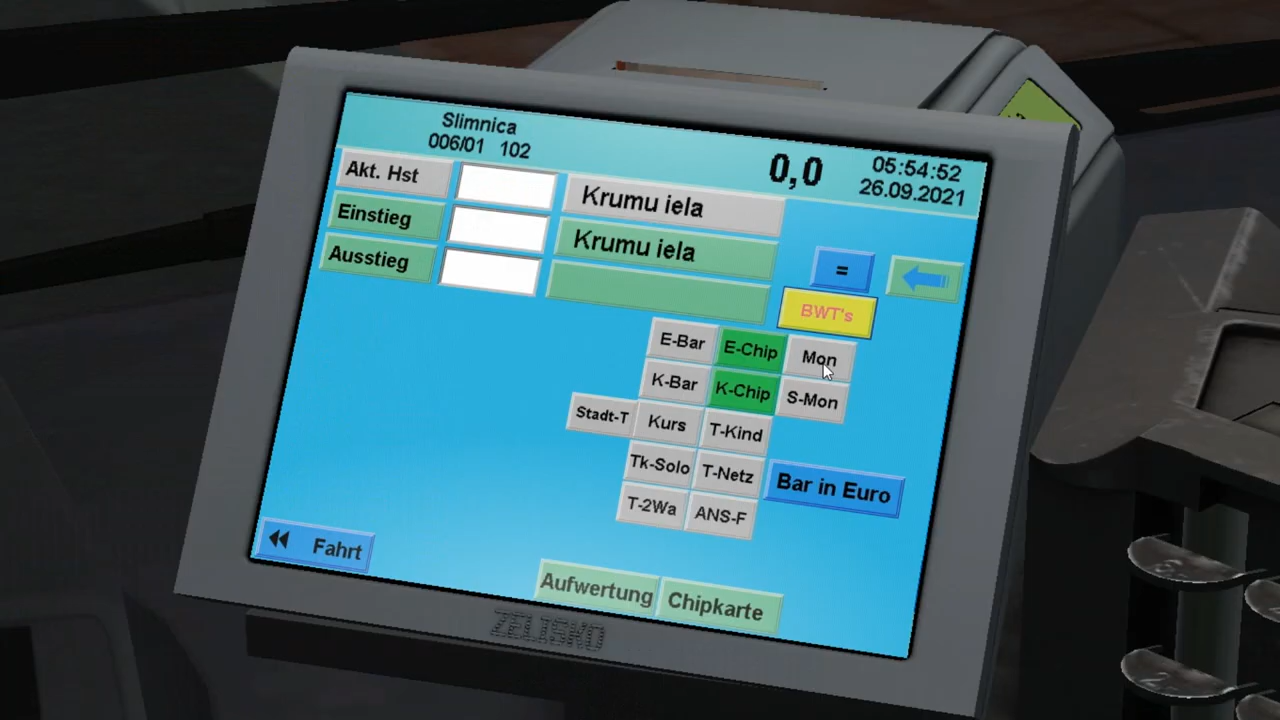 Slimnica
006/01 102
0,0
05:54:52
26.09.2021
Akt. Hst
Krumu iela
Einstieg
Krumu iela
Ausstieg
=
BWT's
E-Bar E-Chip Mon
K-Bar K-Chip S-Mon
Stadt-T Kurs T-Kind
Tk-Solo T-Netz Bar in Euro
T-2Wa ANS-F
Fahrt
Aufwertung Chipkarte
ZELISKO